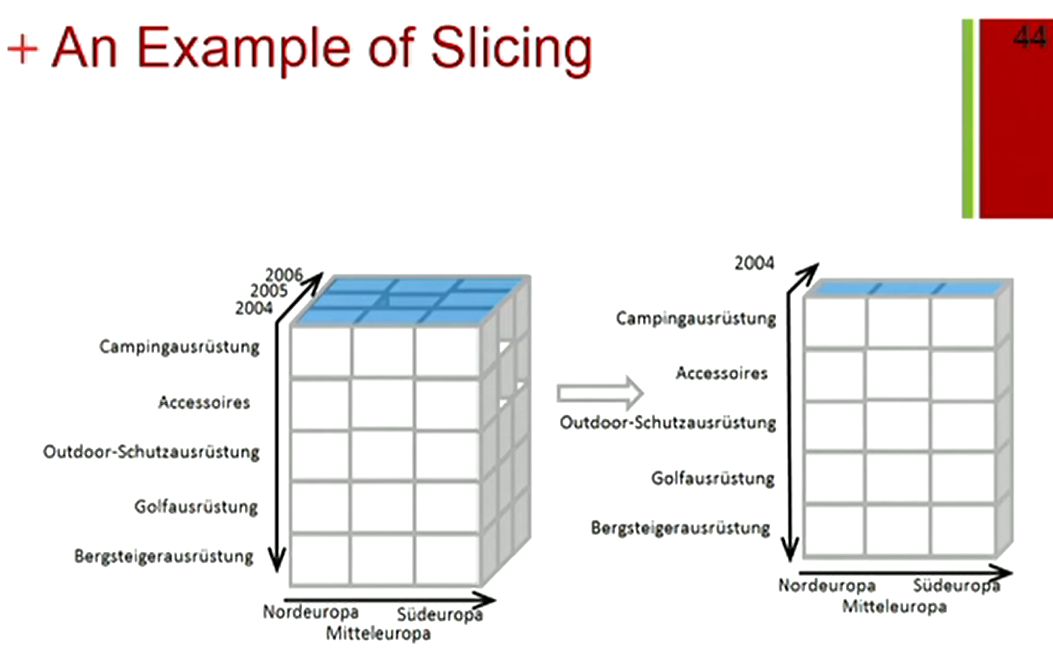 + An Example of Slicing
44
2006
2005
2004
Campingausrüstung
Accessoires
Outdoor-Schutzausrüstung
Golfausrüstung
Bergsteigerausrüstung
Nordeuropa
Südeuropa
Mitteleuropa
2004
Campingausrüstung
Accessoires
Outdoor-Schutzausrüstung
Golfausrüstung
Bergsteigerausrüstung
Nordeuropa
Südeuropa
Mitteleuropa